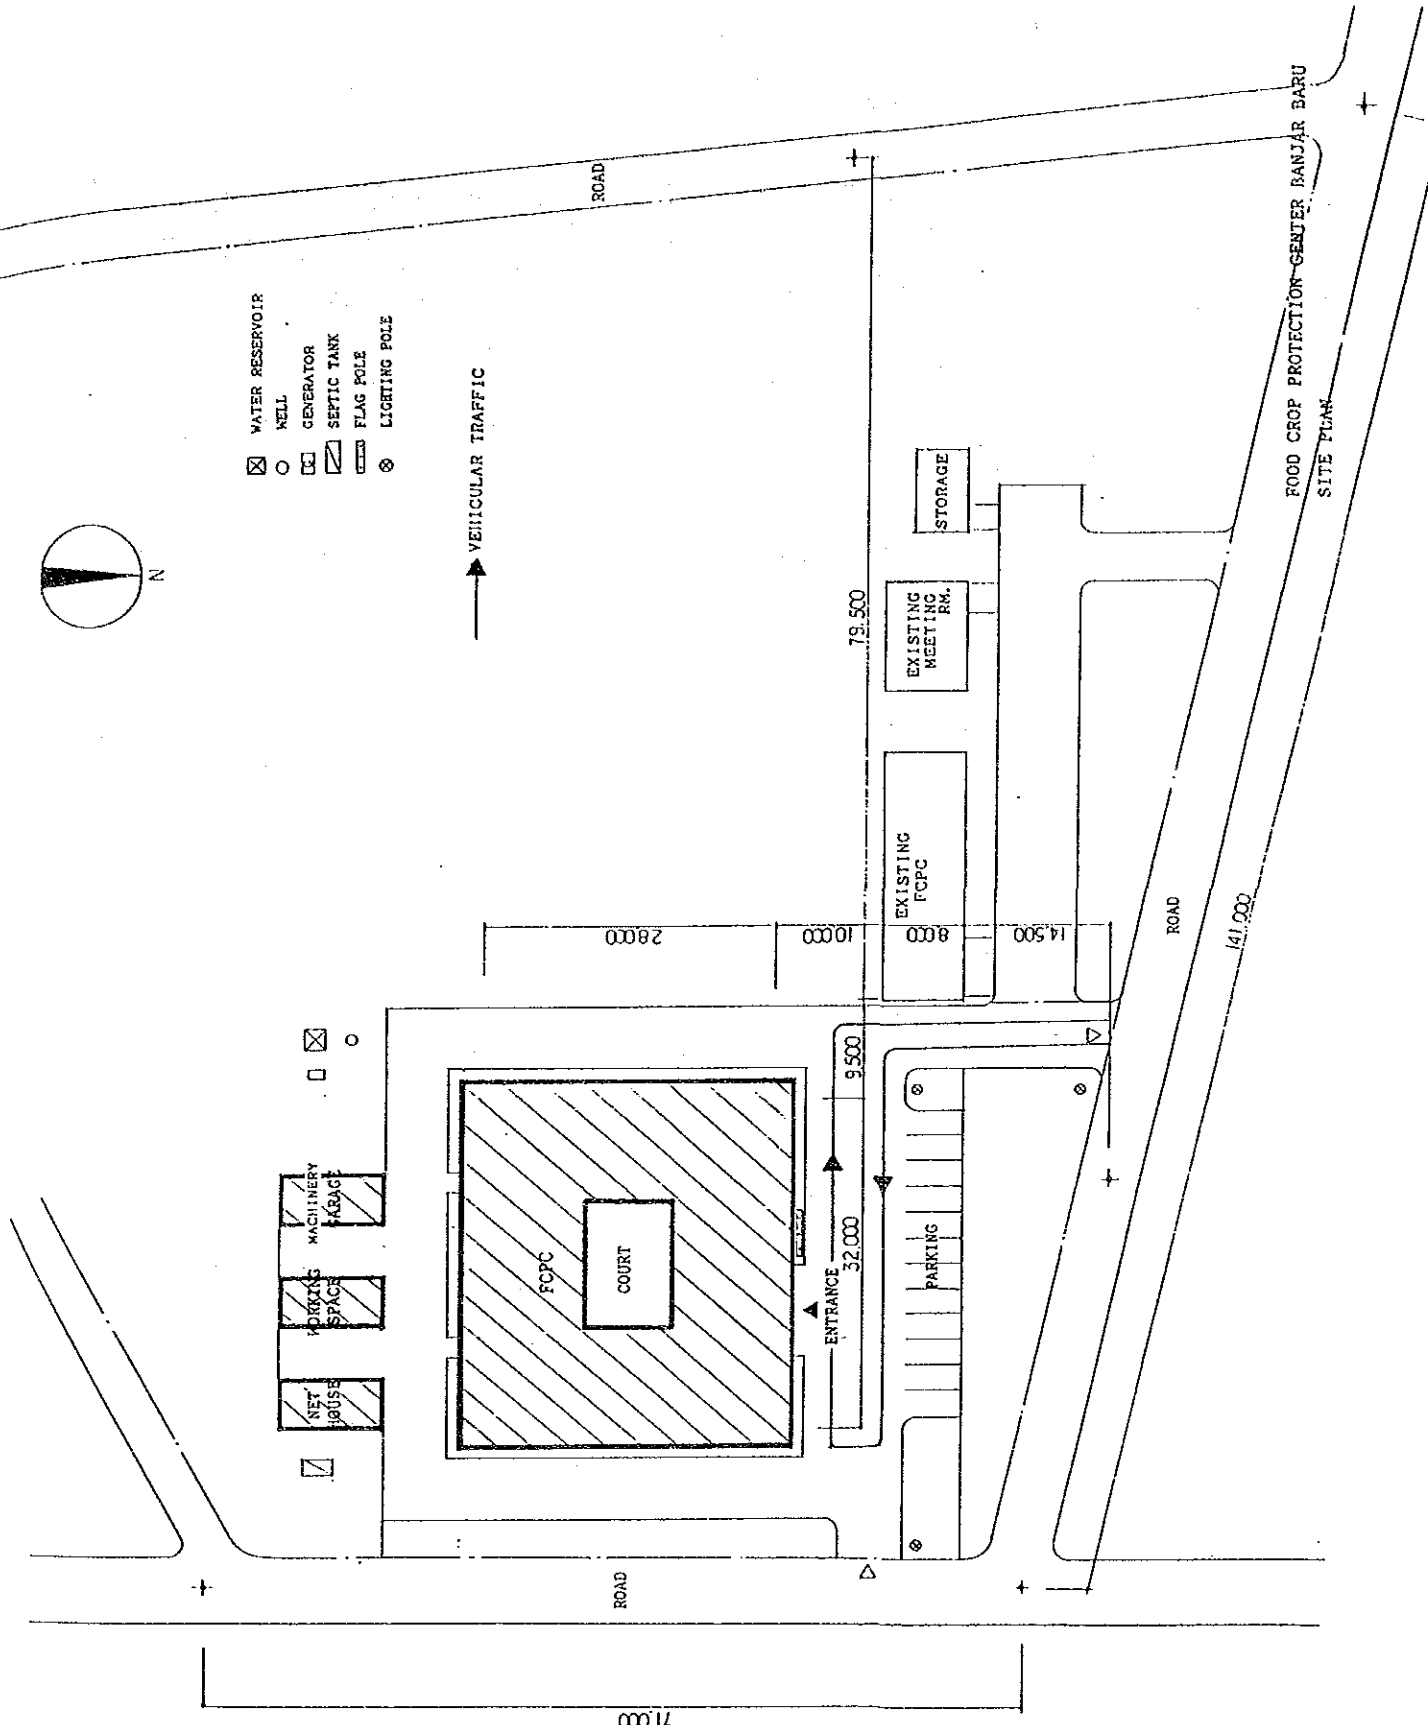 N
WATER RESERVOIR
WELL
GENERATOR
SEPTIC TANK
FLAG POLE
LIGHTING POLE
VEHICULAR TRAFFIC
ROAD
79.500
STORAGE
EXISTING
MEETING
RM.
EXISTING
FCPC
28000
10000
8000
14,500
9.500
32.000
MACHINERY
GARAGE
WORKING
SPACE
NET
HOUSE
FCPC
COURT
ENTRANCE
PARKING
ROAD
141.000
ROAD
71.000
FOOD CROP PROTECTION CENTER BANJAR BARU
SITE PLAN